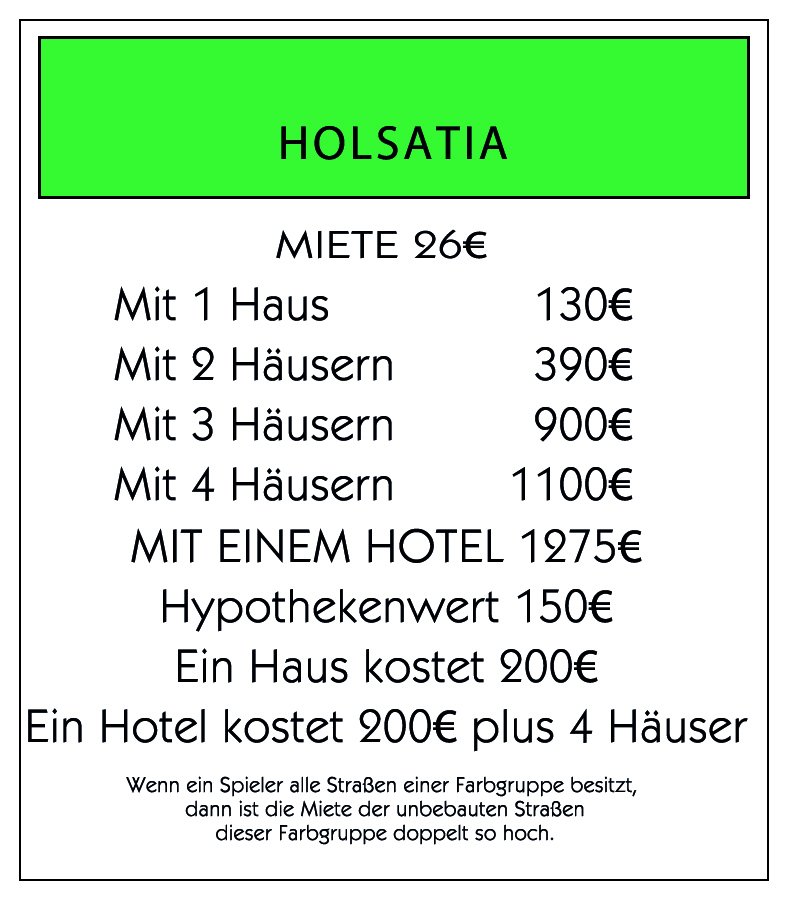 HOLSATIA
MIETE 26€
Mit 1 Haus 130€
Mit 2 Häusern 390€
Mit 3 Häusern 900€
Mit 4 Häusern 1100€
MIT EINEM HOTEL 1275€
Hypothekenwert 150€
Ein Haus kostet 200€
Ein Hotel kostet 200€ plus 4 Häuser
Wenn ein Spieler alle Straßen einer Farbgruppe besitzt,
dann ist die Miete der unbebauten Straßen
dieser Farbgruppe doppelt so hoch.